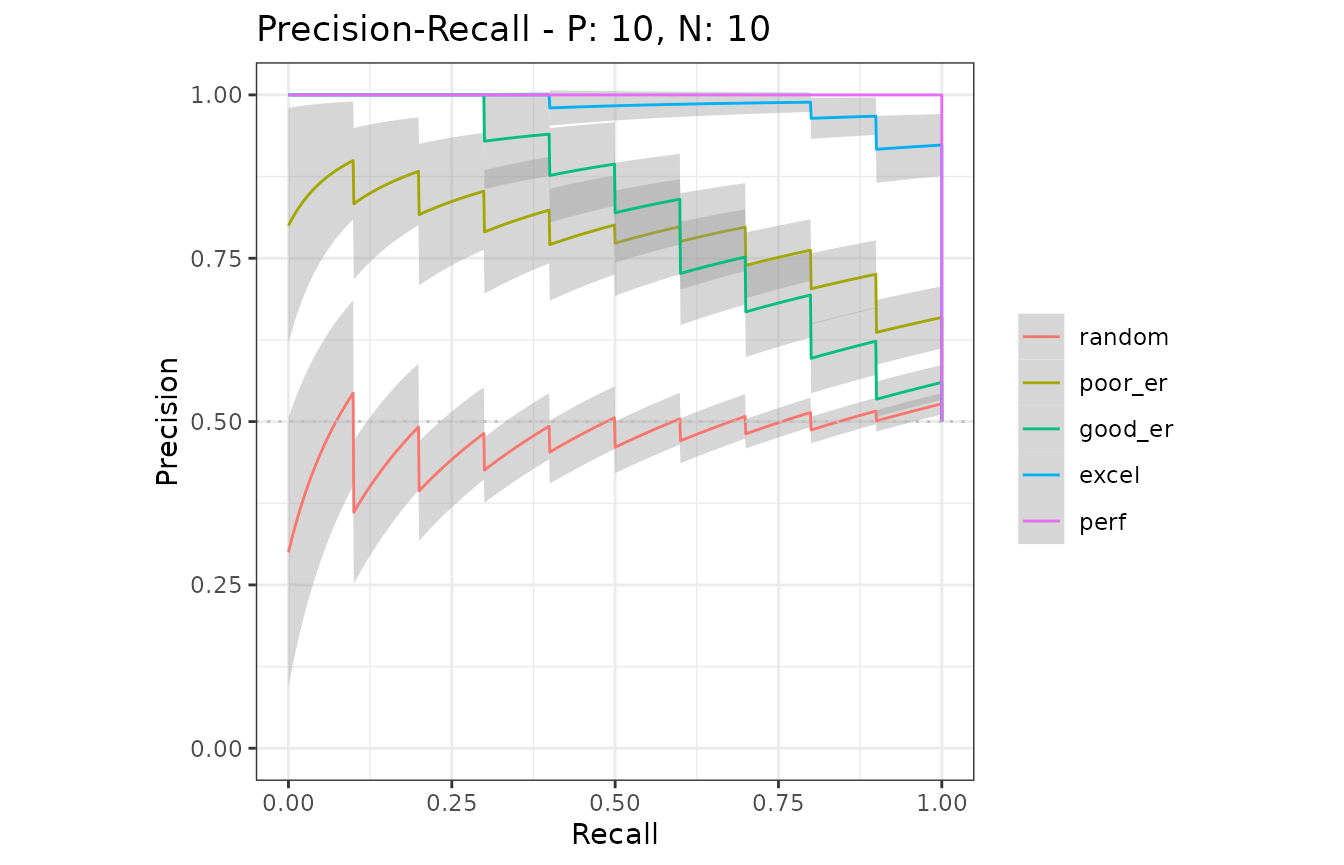 Precision-Recall - P: 10, N: 10
Precision
1.00
0.75
0.50
0.25
0.00
0.00 0.25 0.50 0.75 1.00
Recall
random
poor_er
good_er
excel
perf